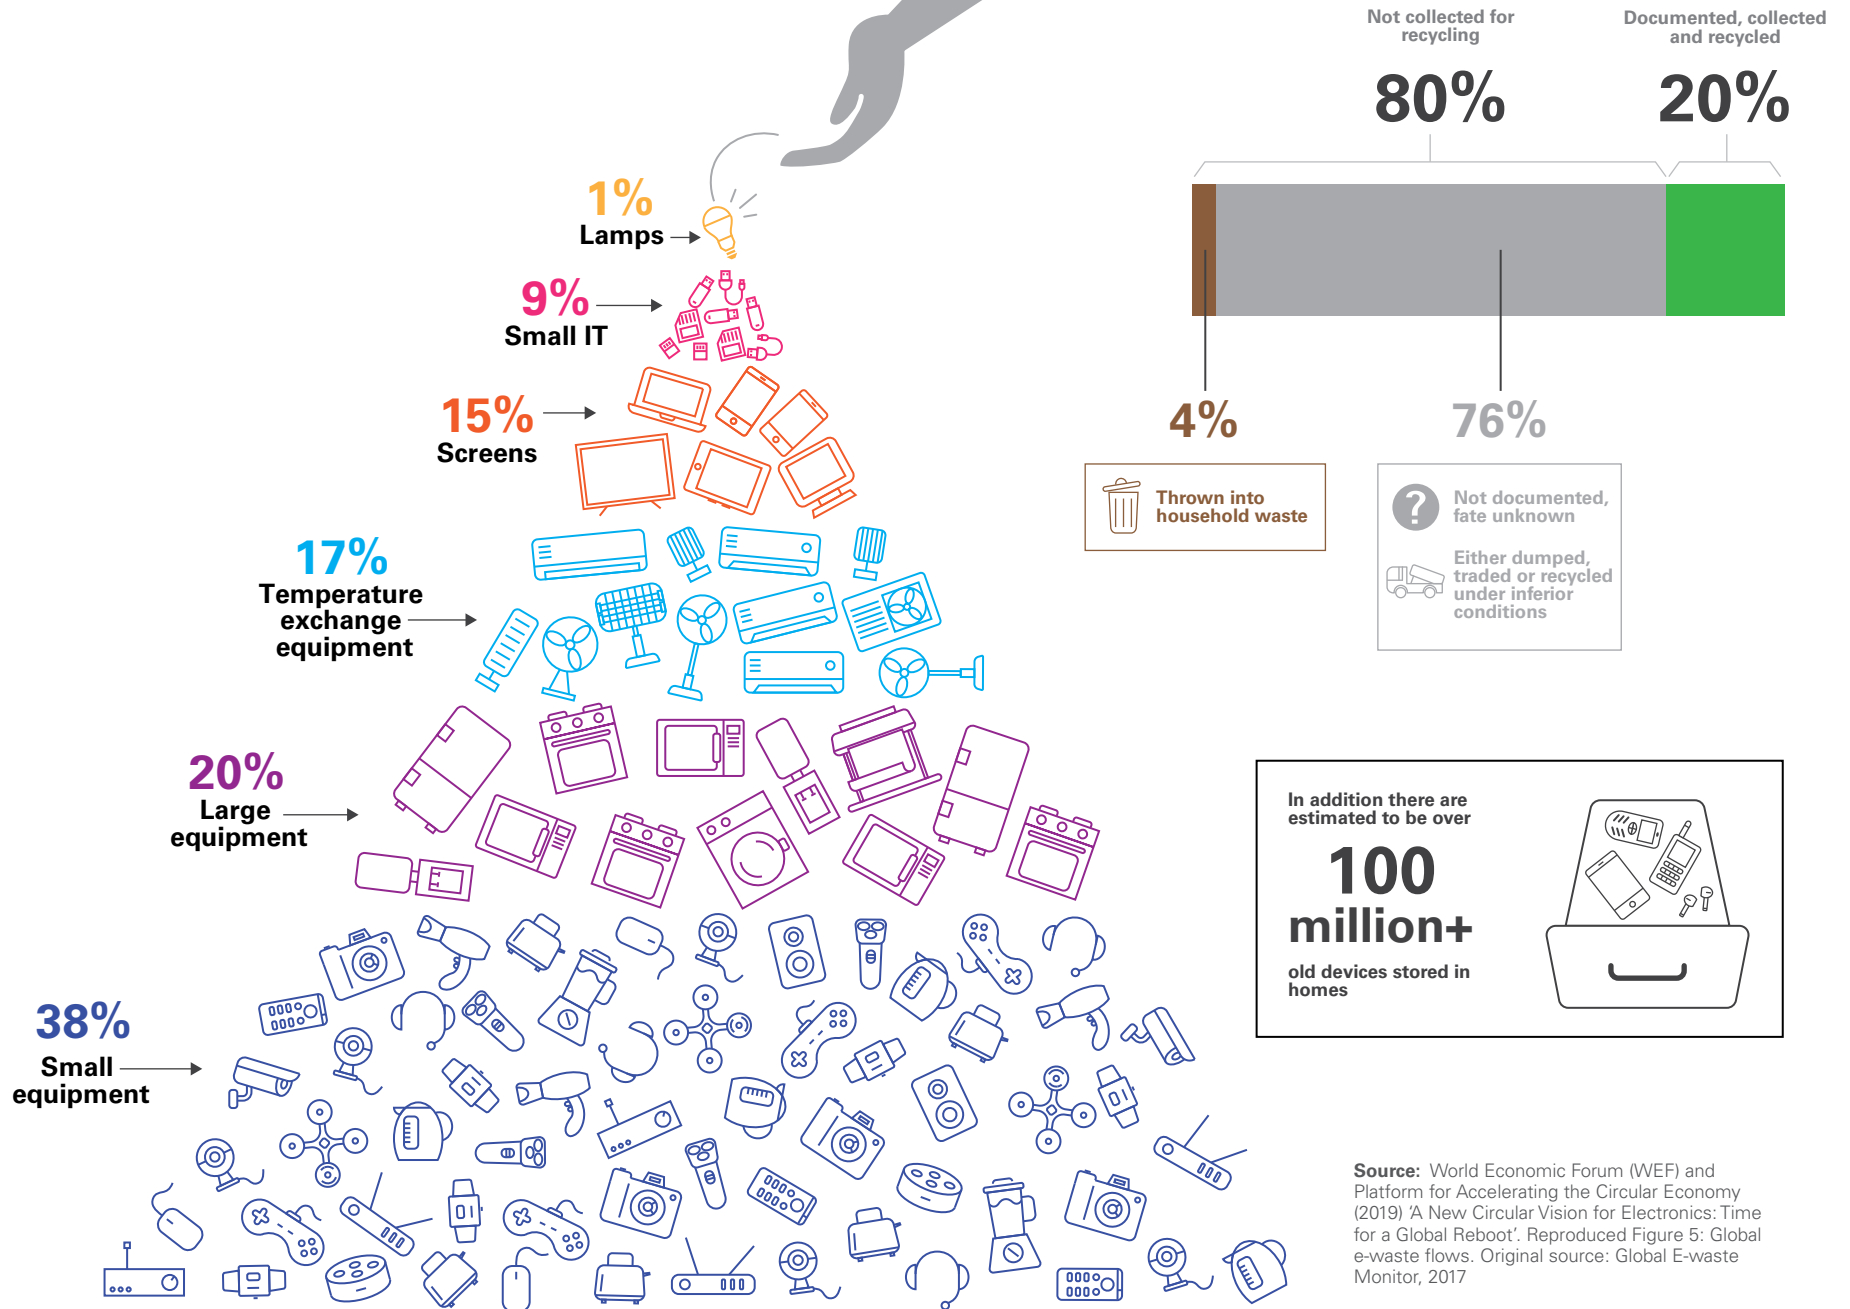 1%
Lamps
9%
Small IT
15%
Screens
17%
Temperature
exchange
equipment
20%
Large
equipment
38%
Small
equipment
Not collected for
recycling
80%
Documented, collected
and recycled
20%
4%
Thrown into
household waste
76%
?
Not documented,
fate unknown
Either dumped,
traded or recycled
under inferior
conditions
In addition there are
estimated to be over
100
million+
old devices stored in
homes
Source: World Economic Forum (WEF) and
Platform for Accelerating the Circular Economy
(2019) ‘A New Circular Vision for Electronics: Time
for a Global Reboot’. Reproduced Figure 5: Global
e-waste flows. Original source: Global E-waste
Monitor, 2017